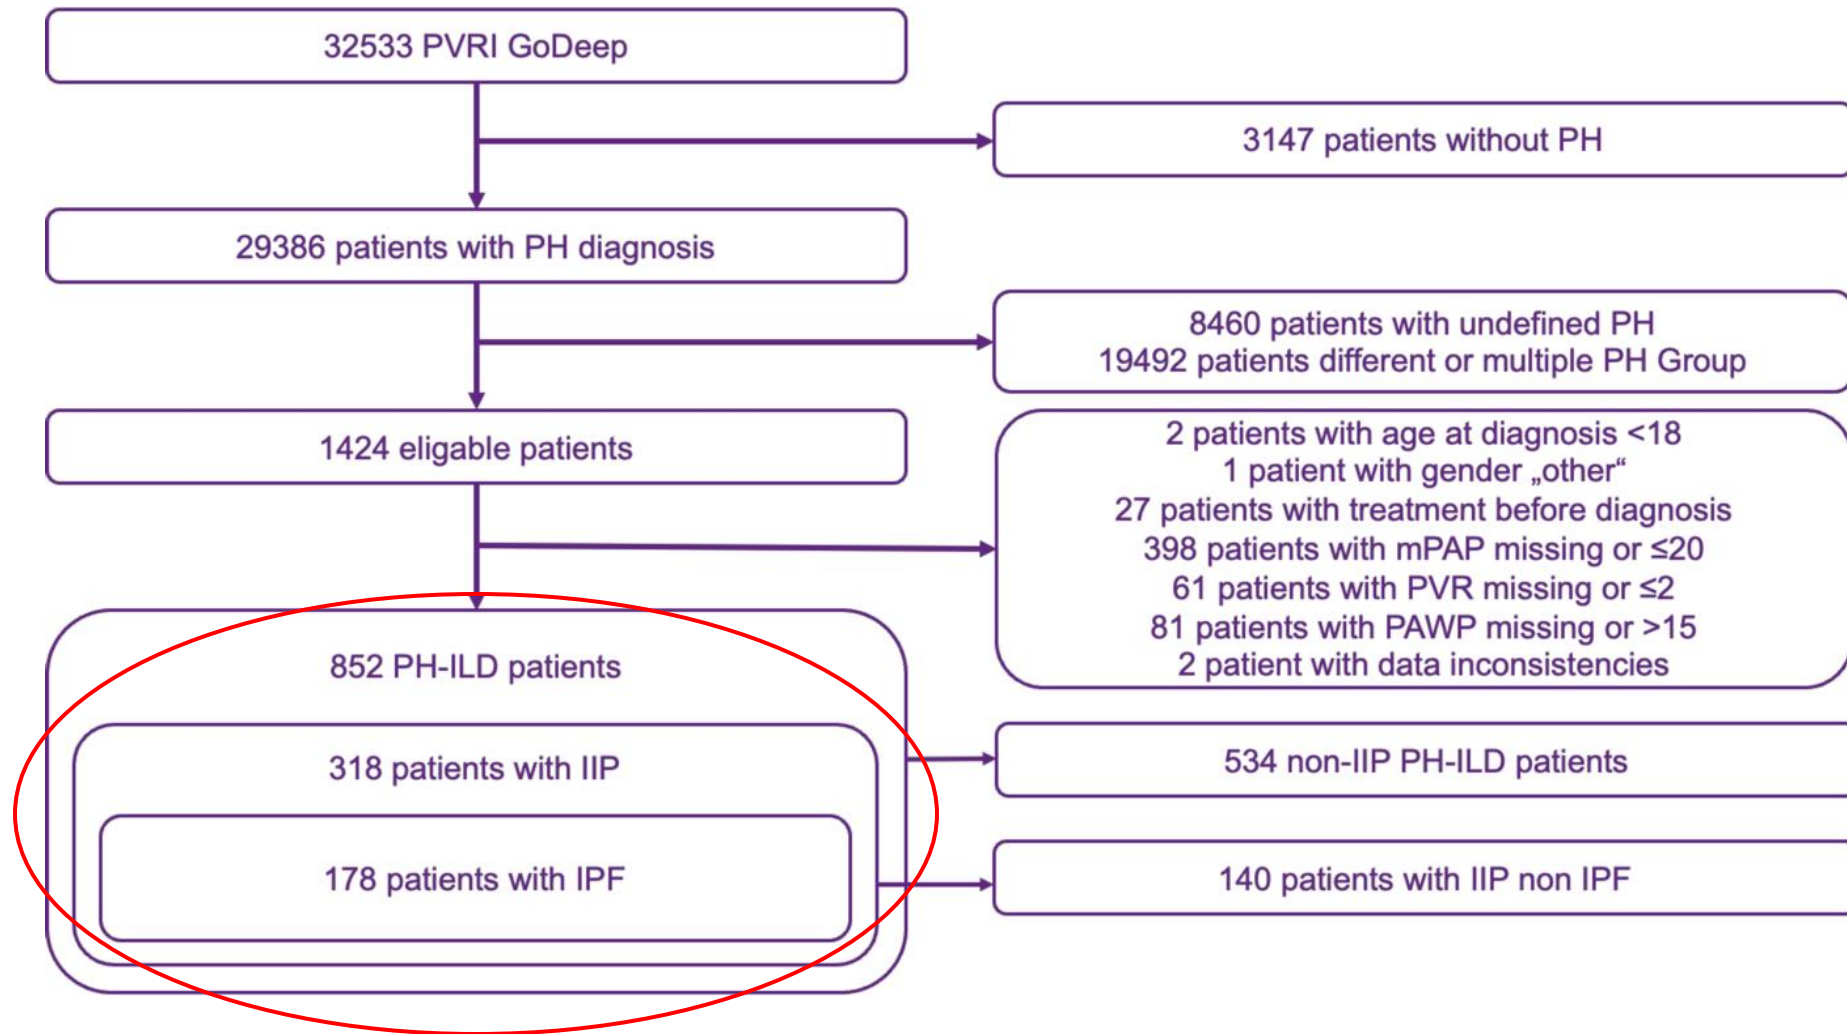 32533 PVRI GoDeep
3147 patients without PH
29386 patients with PH diagnosis
8460 patients with undefined PH
19492 patients different or multiple PH Group
1424 eligable patients
2 patients with age at diagnosis <18
1 patient with gender „other“
27 patients with treatment before diagnosis
398 patients with mPAP missing or ≤20
61 patients with PVR missing or ≤2
81 patients with PAWP missing or >15
2 patient with data inconsistencies
852 PH-ILD patients
318 patients with IIP
534 non-IIP PH-ILD patients
178 patients with IPF
140 patients with IIP non IPF